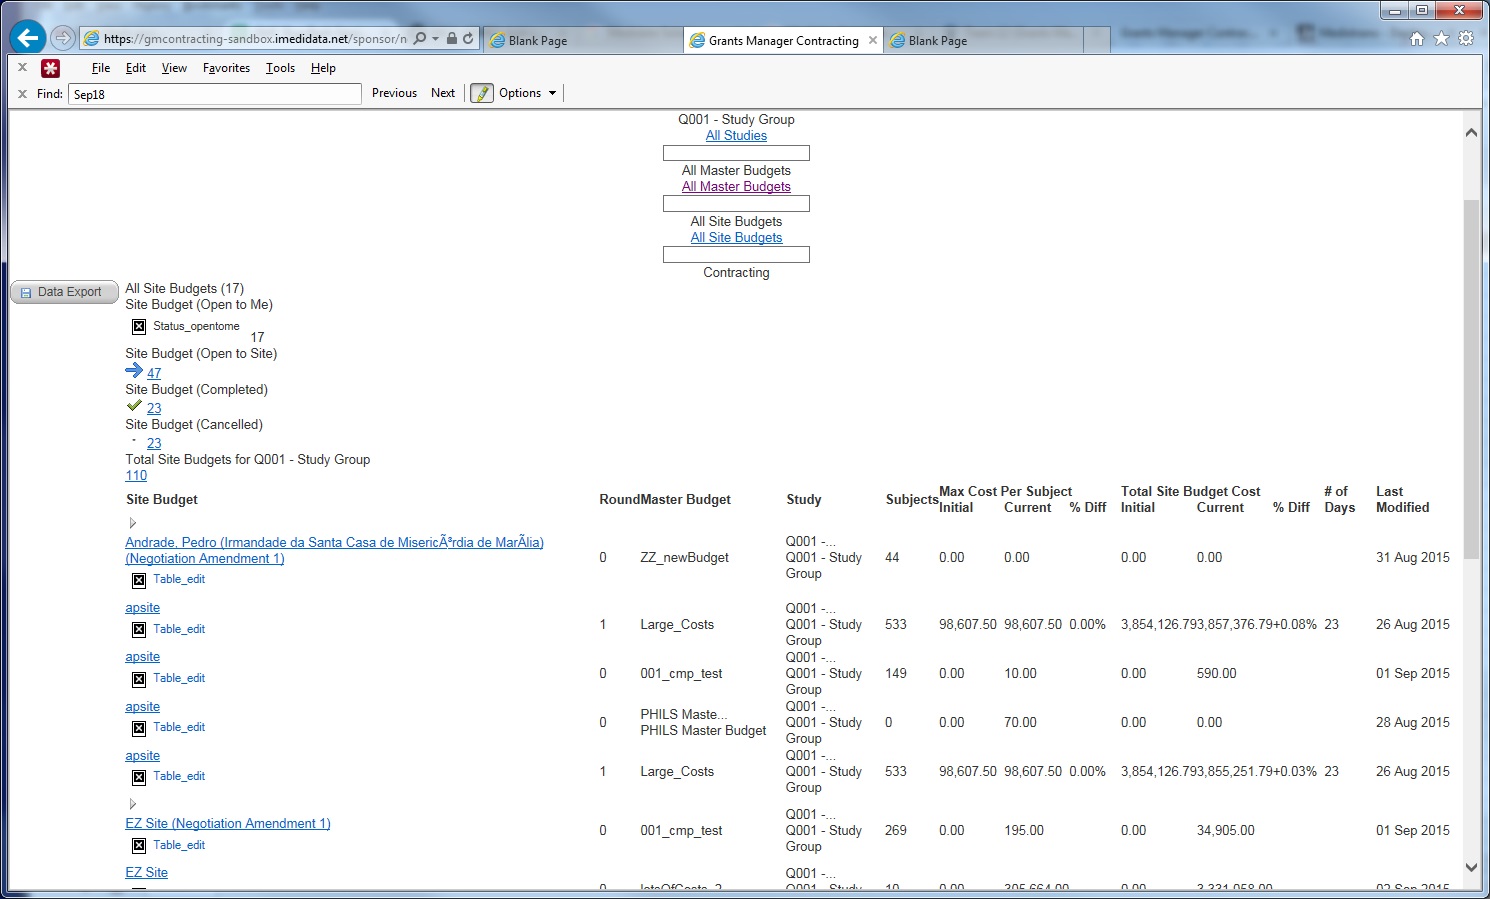 https://gmcontracting-sandbox.imedidata.net/sponsor/n
Blank Page
Grants Manager Contracting
Blank Page
File Edit View Favorites Tools Help
Find: Sep18 Previous Next Options
Q001 - Study Group
All Studies
All Master Budgets
All Master Budgets
All Site Budgets
All Site Budgets
Contracting
Data Export
All Site Budgets (17)
Site Budget (Open to Me)
Status_opentome
17
Site Budget (Open to Site)
47
Site Budget (Completed)
23
Site Budget (Cancelled)
23
Total Site Budgets for Q001 - Study Group
110
Max Cost Per Subject Total Site Budget Cost # of Last
Site Budget Round Master Budget Study Subjects Initial Current % Diff Initial Current % Diff Days Modified
Andrade, Pedro (Irmandade da Santa Casa de MisericÃ³rdia de MarÃlia)
(Negotiation Amendment 1)
Table_edit
0 ZZ_newBudget
Q001 -...
Q001 - Study
Group
44 0.00 0.00 0.00 0.00 31 Aug 2015
apsite
Table_edit
1 Large_Costs
Q001 -...
Q001 - Study
Group
533 98,607.50 98,607.50 0.00% 3,854,126.79 3,857,376.79 +0.08% 23 26 Aug 2015
apsite
Table_edit
0 001_cmp_test
Q001 -...
Q001 - Study
Group
149 0.00 10.00 0.00 590.00 01 Sep 2015
apsite
Table_edit
0
PHILS Maste...
PHILS Master Budget
Q001 -...
Q001 - Study
Group
0 0.00 70.00 0.00 0.00 28 Aug 2015
apsite
Table_edit
1 Large_Costs
Q001 -...
Q001 - Study
Group
533 98,607.50 98,607.50 0.00% 3,854,126.79 3,855,251.79 +0.03% 23 26 Aug 2015
EZ Site (Negotiation Amendment 1)
Table_edit
0 001_cmp_test
Q001 -...
Q001 - Study
Group
269 0.00 195.00 0.00 34,905.00 01 Sep 2015
EZ Site
Q001 -...